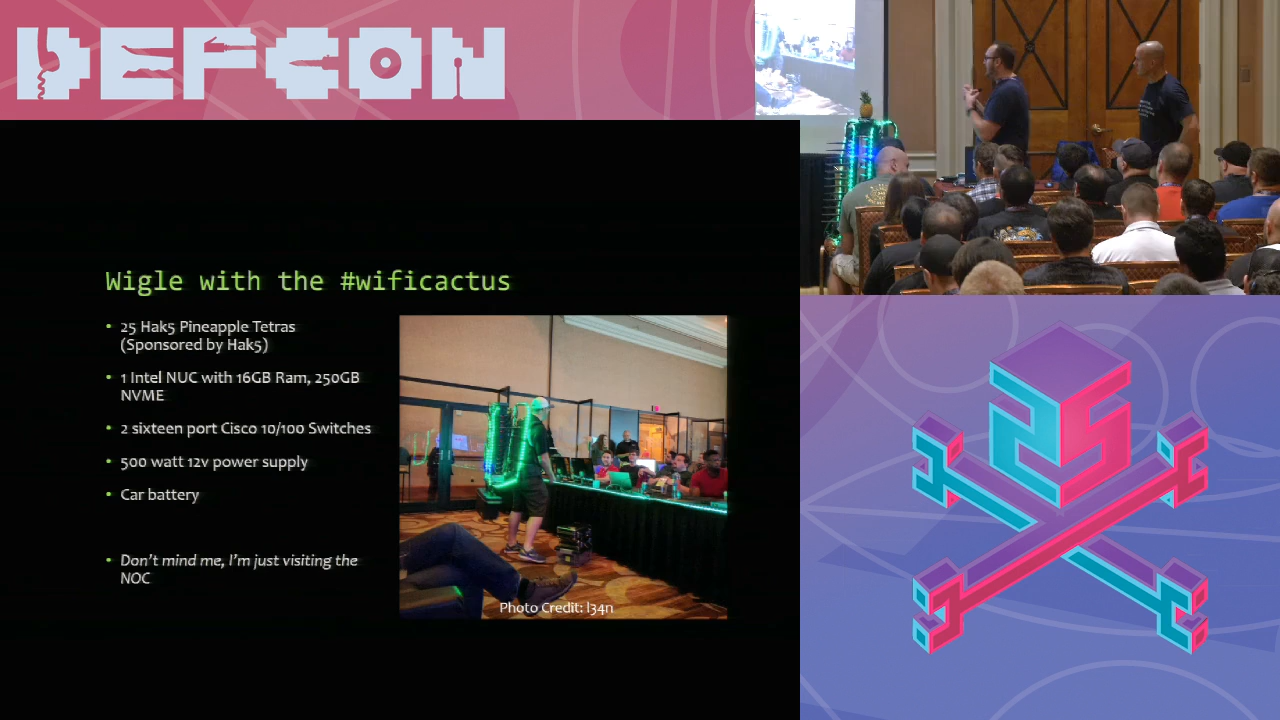 DEFCON
Wigle with the #wificactus
• 25 Hak5 Pineapple Tetras
(Sponsored by Hak5)
• 1 Intel NUC with 16GB Ram, 250GB
NVME
• 2 sixteen port Cisco 10/100 Switches
• 500 watt 12v power supply
• Car battery
• Don't mind me, I'm just visiting the
NOC
Photo Credit: l34n
25